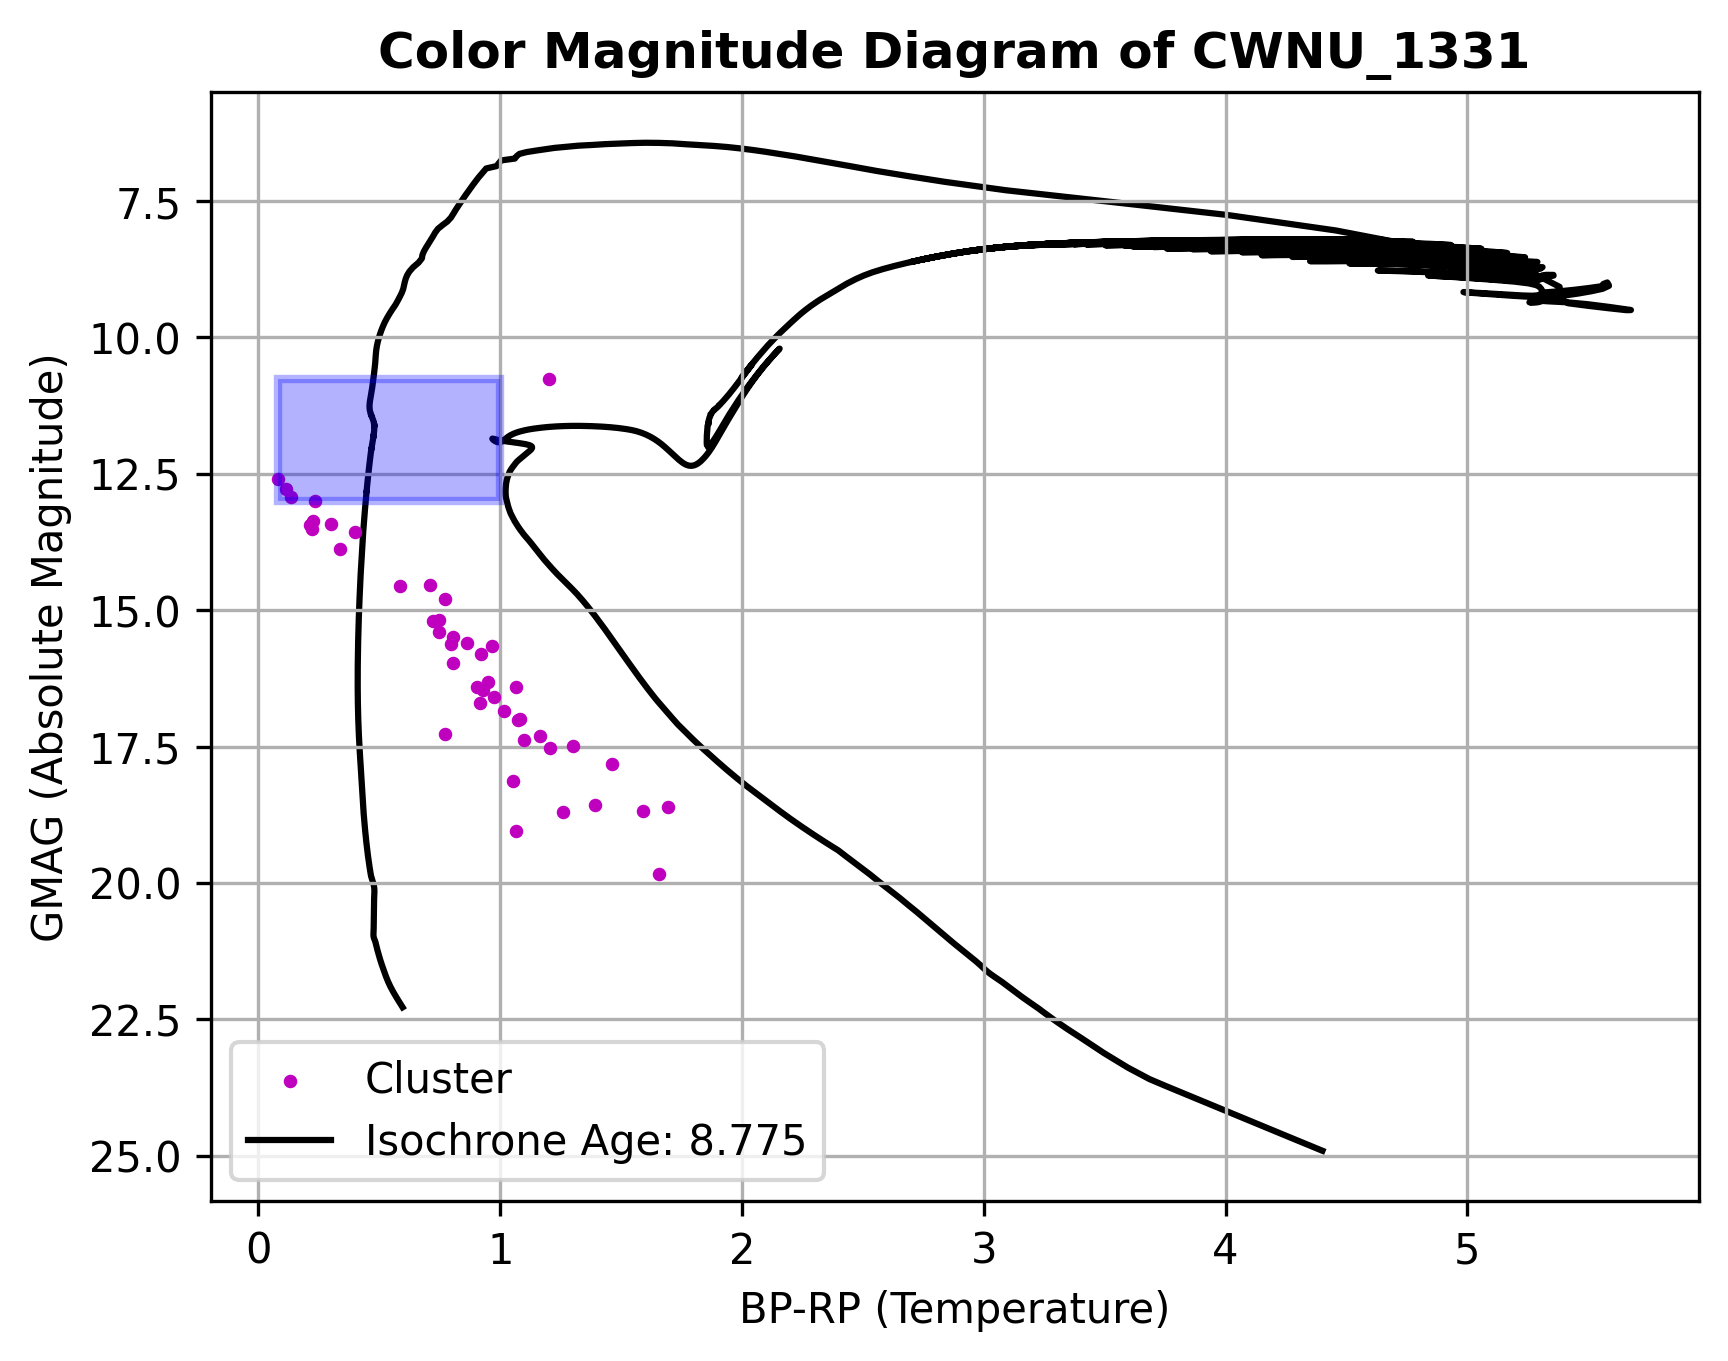 Color Magnitude Diagram of CWNU_1331
GMAG (Absolute Magnitude)
7.5
10.0
12.5
15.0
17.5
20.0
22.5
25.0
Cluster
Isochrone Age: 8.775
0 1 2 3 4 5
BP-RP (Temperature)